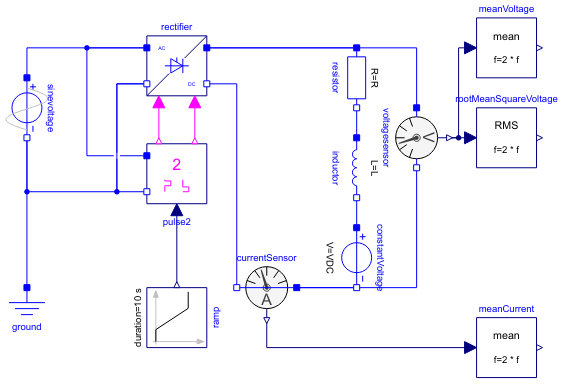 meanVoltage
mean
f=2 * f
rectifier
AC
DC
sinevoltage
+
−
resistor
R=R
inductor
L=L
voltagesensor
rootMeanSquareVoltage
RMS
f=2 * f
2
pulse2
constantVoltage
V=VDC
+
−
currentSensor
A
duration=10 s
ramp
ground
meanCurrent
mean
f=2 * f